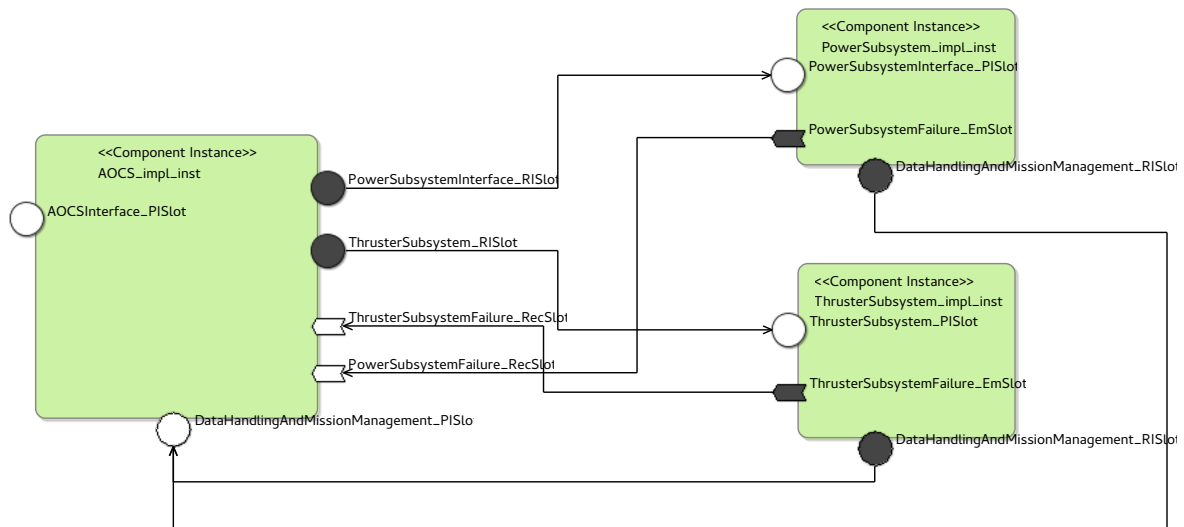 <<Component Instance>>
PowerSubsystem_impl_inst
PowerSubsystemInterface_PISlot
PowerSubsystemFailure_EmSlot
DataHandlingAndMissionManagement_RISlot
<<Component Instance>>
AOCS_impl_inst
AOCSInterface_PISlot
PowerSubsystemInterface_RISlot
ThrusterSubsystem_RISlot
ThrusterSubsystemFailure_RecSlot
PowerSubsystemFailure_RecSlot
DataHandlingAndMissionManagement_PISlo
<<Component Instance>>
ThrusterSubsystem_impl_inst
ThrusterSubsystem_PISlot
ThrusterSubsystemFailure_EmSlot
DataHandlingAndMissionManagement_RISlot